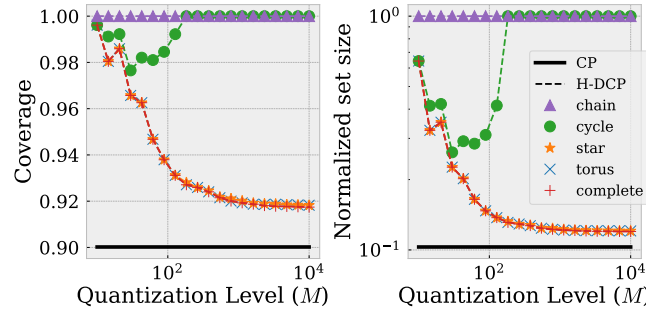 Coverage
1.00
0.98
0.96
0.94
0.92
0.90
10^2
10^4
Quantization Level (M)
Normalized set size
10^0
10^-1
10^2
10^4
Quantization Level (M)
CP
H-DCP
chain
cycle
star
torus
complete